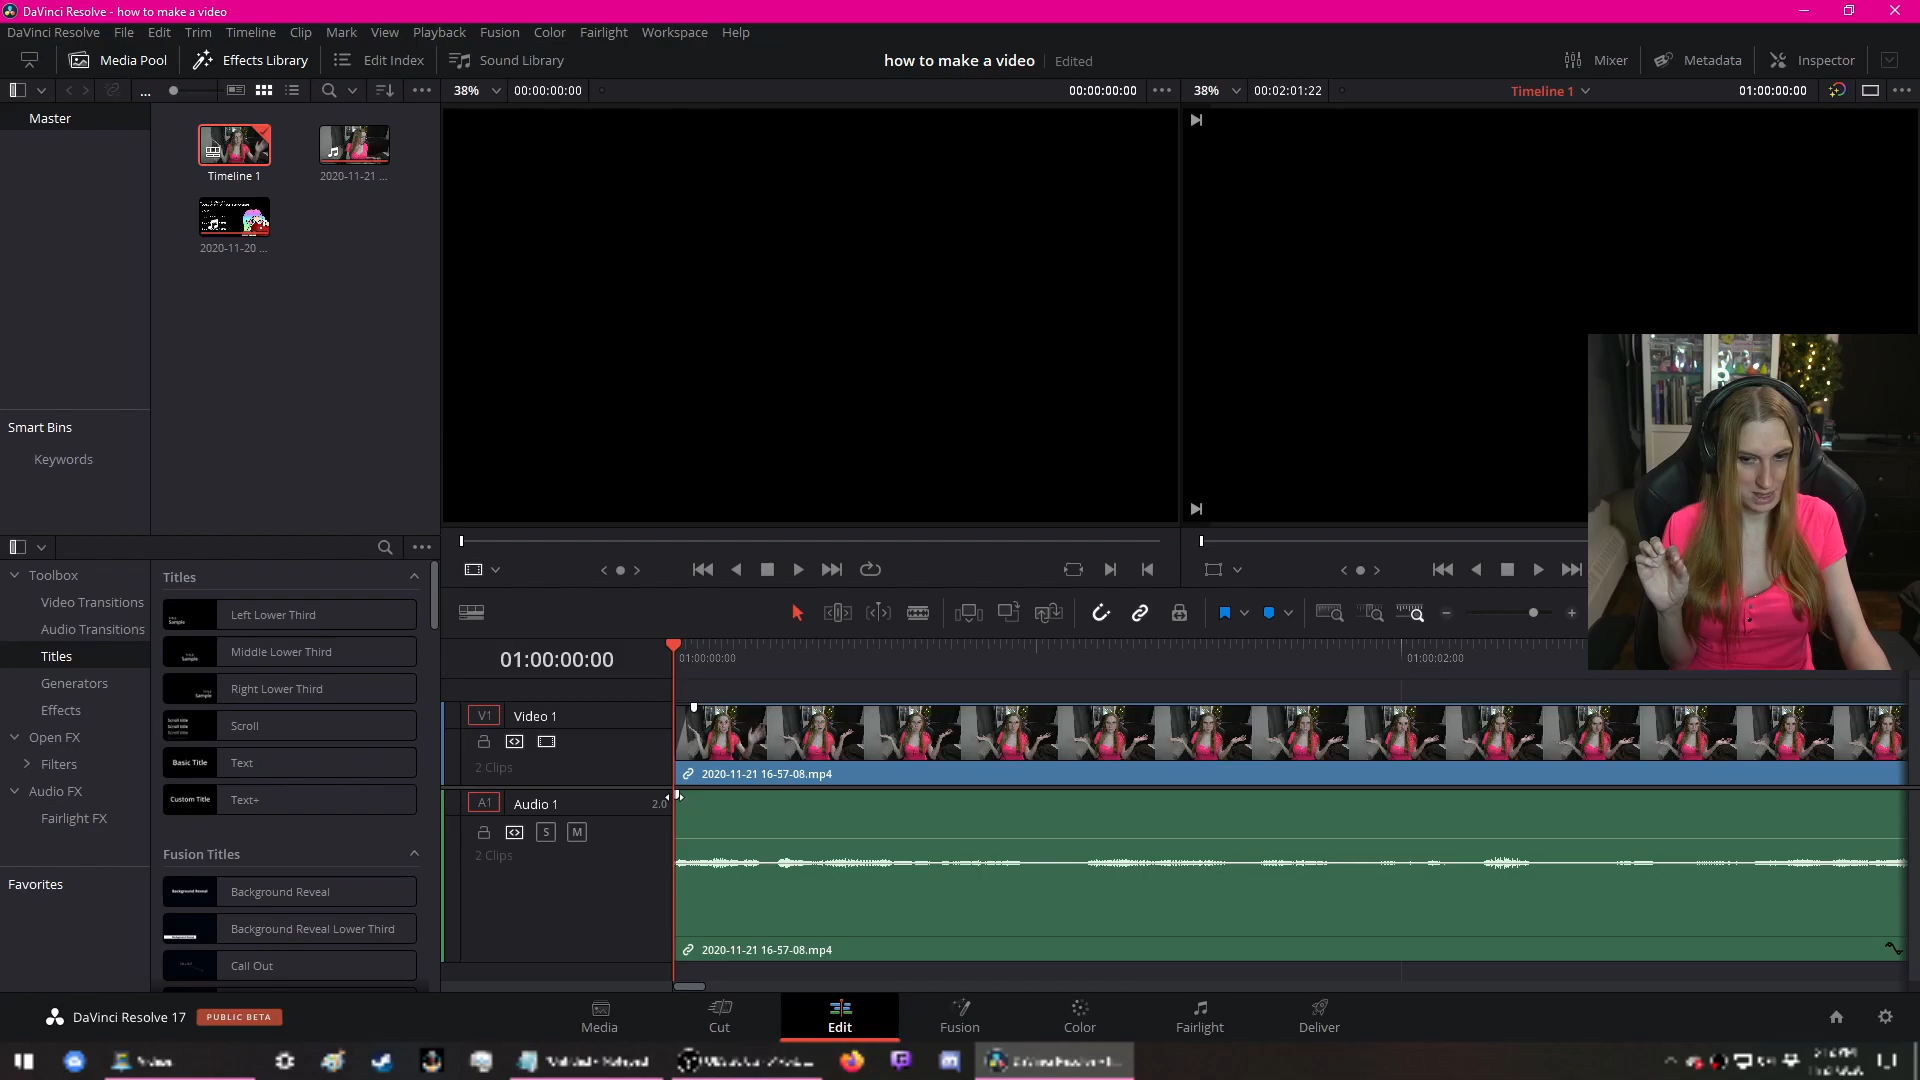 DaVinci Resolve - how to make a video
DaVinci Resolve File Edit Trim Timeline Clip Mark View Playback Fusion Color Fairlight Workspace Help
Media Pool Effects Library Edit Index Sound Library how to make a video Edited Mixer Metadata Inspector
... 38% 00:00:00:00 00:00:00:00 38% 00:02:01:22 Timeline 1 01:00:00:00
Master
Timeline 1 2020-11-21 ...
2020-11-20 ...
Smart Bins
Keywords
Toolbox
Video Transitions
Audio Transitions
Titles
Generators
Effects
Open FX
Filters
Audio FX
Fairlight FX
Favorites
Titles
Left Lower Third
Middle Lower Third
Right Lower Third
Scroll
Basic Title Text
Custom Title Text+
Fusion Titles
Background Reveal Background Reveal
Background Reveal Lower Third
Call Out
01:00:00:00 01:00:00:00 01:00:02:00
V1 Video 1
2 Clips
2020-11-21 16-57-08.mp4
A1 Audio 1 2.0
S M
2 Clips
2020-11-21 16-57-08.mp4
DaVinci Resolve 17 PUBLIC BETA
Media Cut Edit Fusion Color Fairlight Deliver